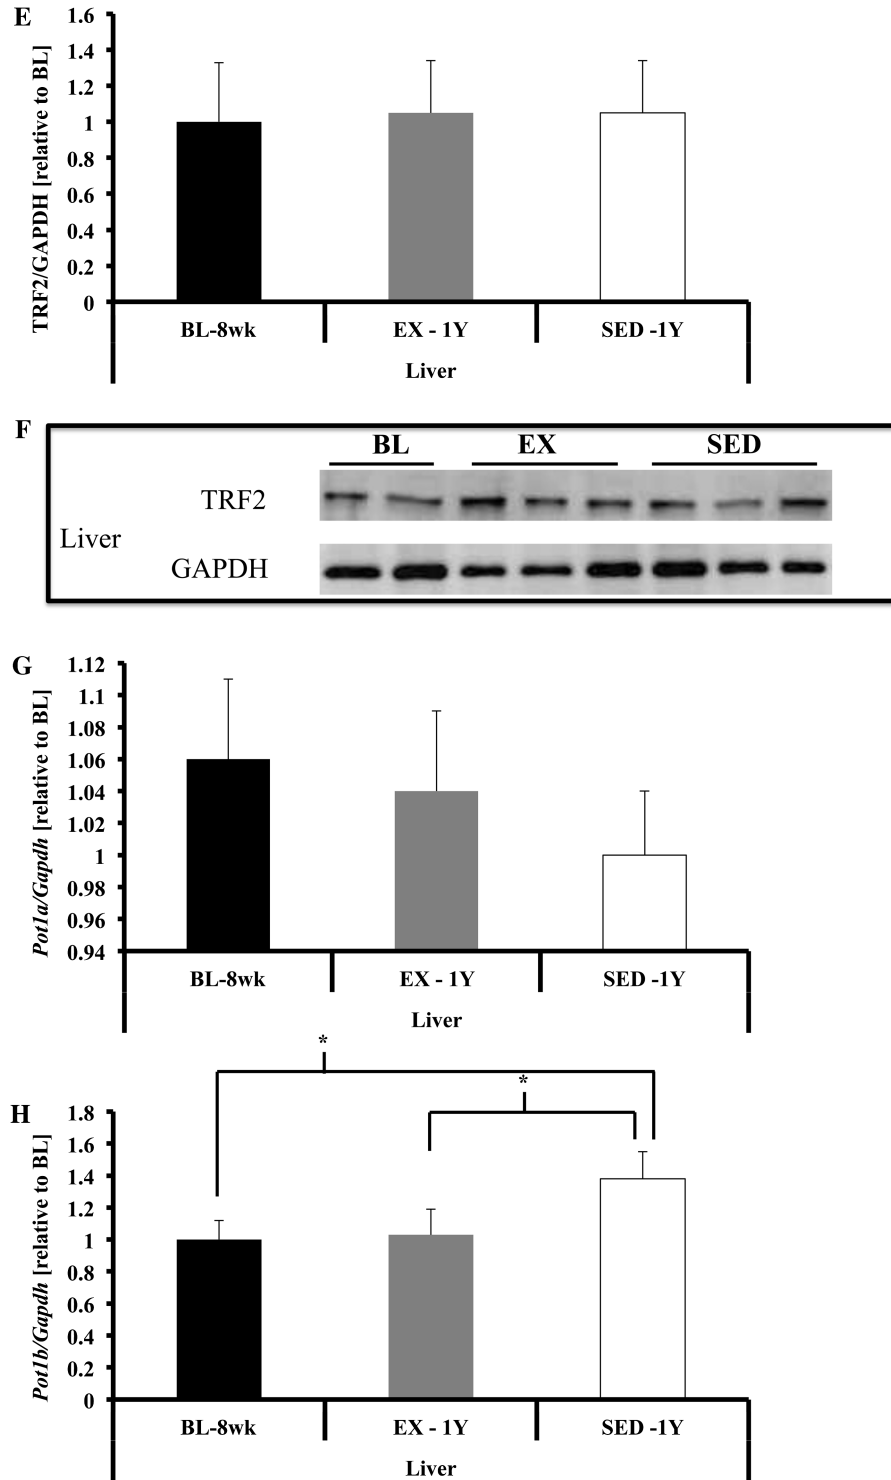 E
TRF2/GAPDH [relative to BL]
1.6
1.4
1.2
1
0.8
0.6
0.4
0.2
0
BL-8wk EX - 1Y SED -1Y
Liver
F
BL EX SED
TRF2
Liver
GAPDH
G
Pot1a/Gapdh [relative to BL]
1.12
1.1
1.08
1.06
1.04
1.02
1
0.98
0.96
0.94
BL-8wk EX - 1Y SED -1Y
Liver
*
*
H
Pot1b/Gapdh [relative to BL]
1.8
1.6
1.4
1.2
1
0.8
0.6
0.4
0.2
0
BL-8wk EX - 1Y SED -1Y
Liver